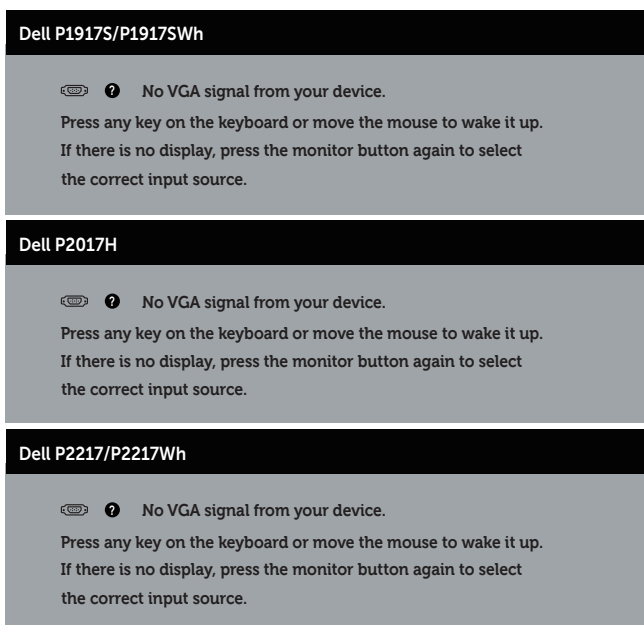 Dell P1917S/P1917SWh
? No VGA signal from your device.
Press any key on the keyboard or move the mouse to wake it up.
If there is no display, press the monitor button again to select
the correct input source.
Dell P2017H
? No VGA signal from your device.
Press any key on the keyboard or move the mouse to wake it up.
If there is no display, press the monitor button again to select
the correct input source.
Dell P2217/P2217Wh
? No VGA signal from your device.
Press any key on the keyboard or move the mouse to wake it up.
If there is no display, press the monitor button again to select
the correct input source.